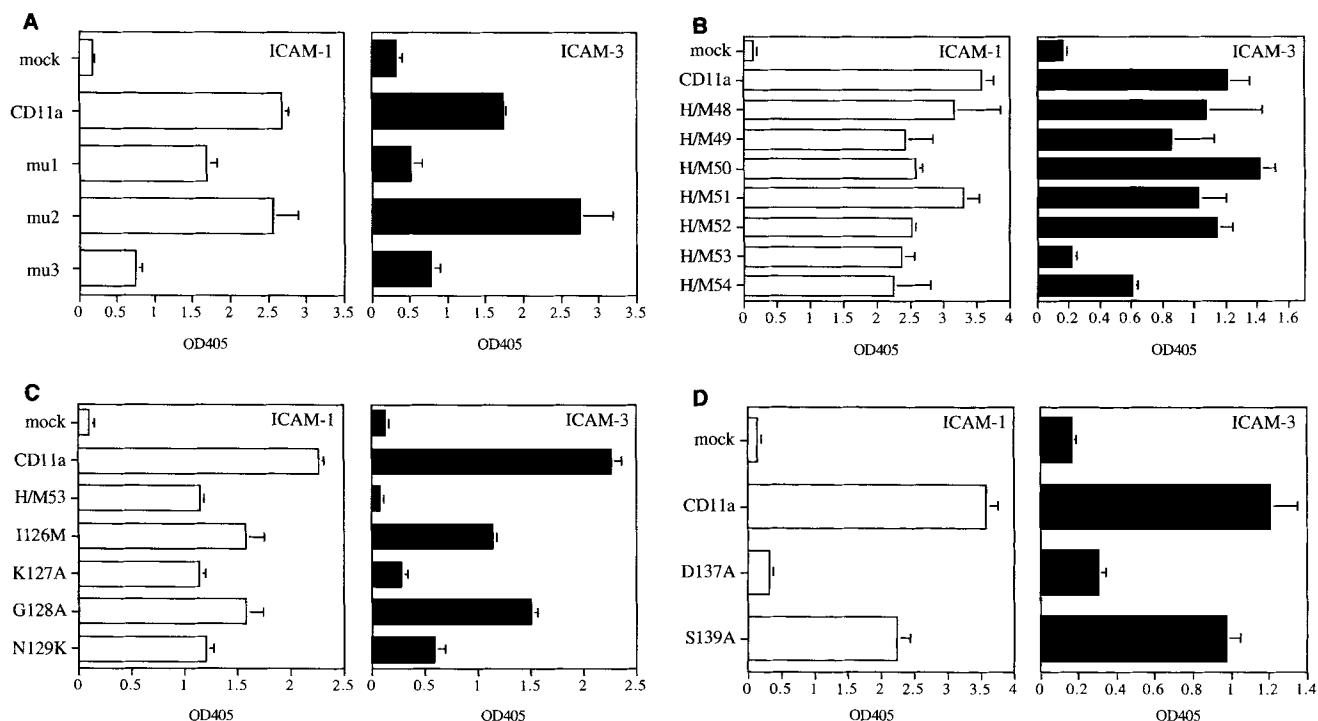 A
ICAM-1
ICAM-3
mock
CD11a
mu1
mu2
mu3
0 0.5 1 1.5 2 2.5 3 3.5
0 0.5 1 1.5 2 2.5 3 3.5
OD405
OD405
B
ICAM-1
ICAM-3
mock
CD11a
H/M48
H/M49
H/M50
H/M51
H/M52
H/M53
H/M54
0 0.5 1 1.5 2 2.5 3 3.5 4
0 0.2 0.4 0.6 0.8 1 1.2 1.4 1.6
OD405
OD405
C
ICAM-1
ICAM-3
mock
CD11a
H/M53
I126M
K127A
G128A
N129K
0 0.5 1 1.5 2 2.5
0 0.5 1 1.5 2 2.5
OD405
OD405
D
ICAM-1
ICAM-3
mock
CD11a
D137A
S139A
0 0.5 1 1.5 2 2.5 3 3.5 4
0 0.2 0.4 0.6 0.8 1 1.2 1.4
OD405
OD405